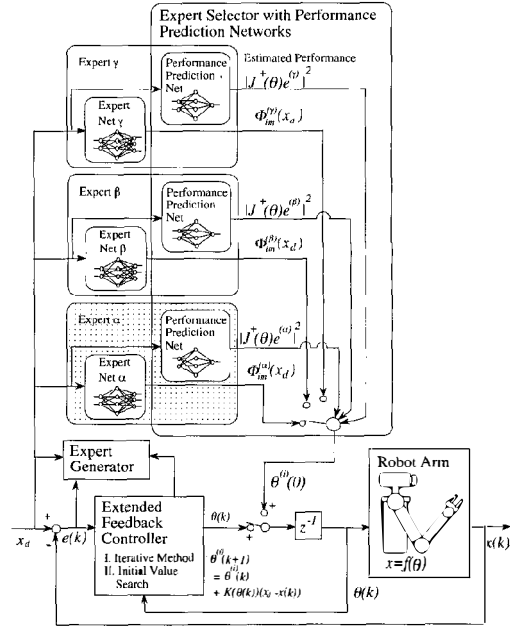 Expert Selector with Performance
Prediction Networks
Expert γ
Performance
Prediction
Net
Estimated Performance
|J⁺(θ)e^(γ)|²
Expert
Net γ
Φ_im^(γ)(x_d)
Expert β
Performance
Prediction
Net
|J⁺(θ)e^(β)|²
Expert
Net β
Φ_im^(β)(x_d)
Expert α
Performance
Prediction
Net
|J⁺(θ)e^(α)|²
Expert
Net α
Φ_im^(α)(x_d)
Expert
Generator
θ^(i)(0)
Robot Arm
x=f(θ)
x_d
+
-
e(k)
Extended
Feedback
Controller
I. Iterative Method
II. Initial Value
Search
θ(k)
+
+
z⁻¹
x(k)
θ^(i)(k+1)
= θ^(i)(k)
+ K(θ(k))(x_d -x(k))
θ(k)